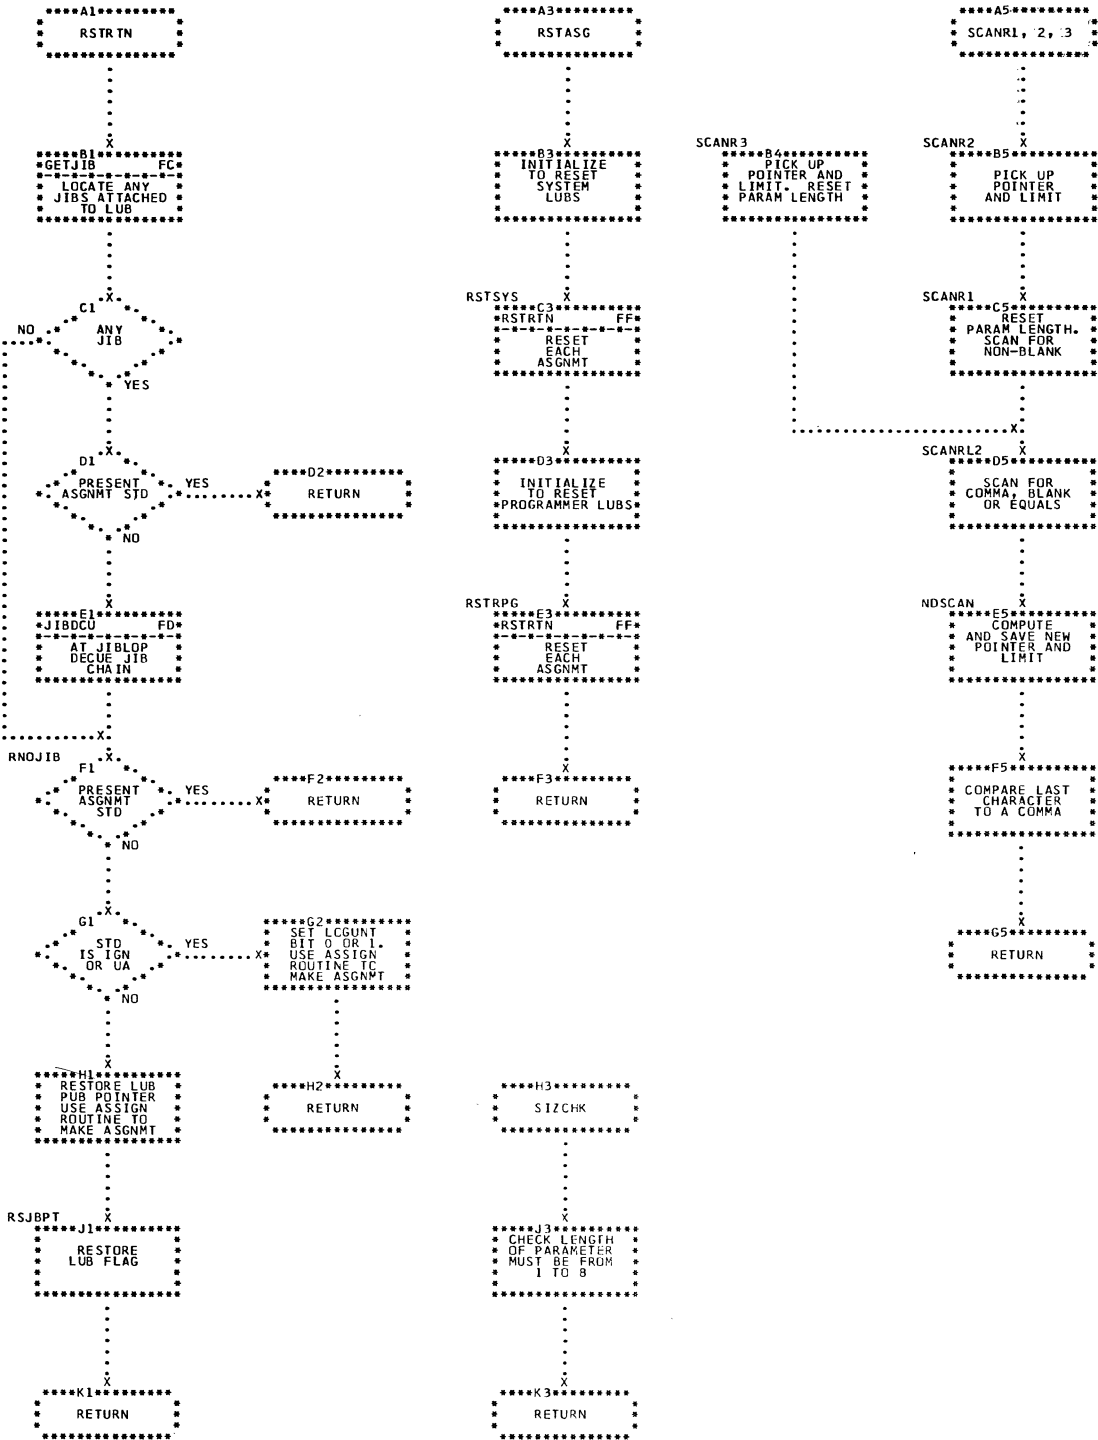 A1
RSTRTN
B1
GETJIB FC
LOCATE ANY
JIBS ATTACHED
TO LUB
C1
NO
ANY
JIB
YES
D1
PRESENT
ASGNMT STD
YES
NO
D2
RETURN
E1
JIBDCU FD
AT JIBLOP
DECUE JIB
CHAIN
RNOJIB
F1
PRESENT
ASGNMT
STD
YES
NO
F2
RETURN
G1
STD
IS IGN
OR UA
YES
NO
G2
SET LCGUNT
BIT 0 OR 1.
USE ASSIGN
ROUTINE TC
MAKE ASGNMT
H2
RETURN
H1
RESTORE LUB
PUB POINTER
USE ASSIGN
ROUTINE TO
MAKE ASGNMT
RSJBPT
J1
RESTORE
LUB FLAG
K1
RETURN
A3
RSTASG
B3
INITIALIZE
TO RESET
SYSTEM
LUBS
RSTSYS
C3
RSTRTN FF
RESET
EACH
ASGNMT
D3
INITIALIZE
TO RESET
PROGRAMMER LUBS
RSTRPG
E3
RSTRTN FF
RESET
EACH
ASGNMT
F3
RETURN
H3
SIZCHK
J3
CHECK LENGTH
OF PARAMETER
MUST BE FROM
1 TO 8
K3
RETURN
A5
SCANR1, 2, 3
SCANR3
B4
PICK UP
POINTER AND
LIMIT. RESET
PARAM LENGTH
SCANR2
B5
PICK UP
POINTER
AND LIMIT
SCANR1
C5
RESET
PARAM LENGTH.
SCAN FOR
NON-BLANK
SCANRL2
D5
SCAN FOR
COMMA, BLANK
OR EQUALS
NDSCAN
E5
COMPUTE
AND SAVE NEW
POINTER AND
LIMIT
F5
COMPARE LAST
CHARACTER
TO A COMMA
G5
RETURN